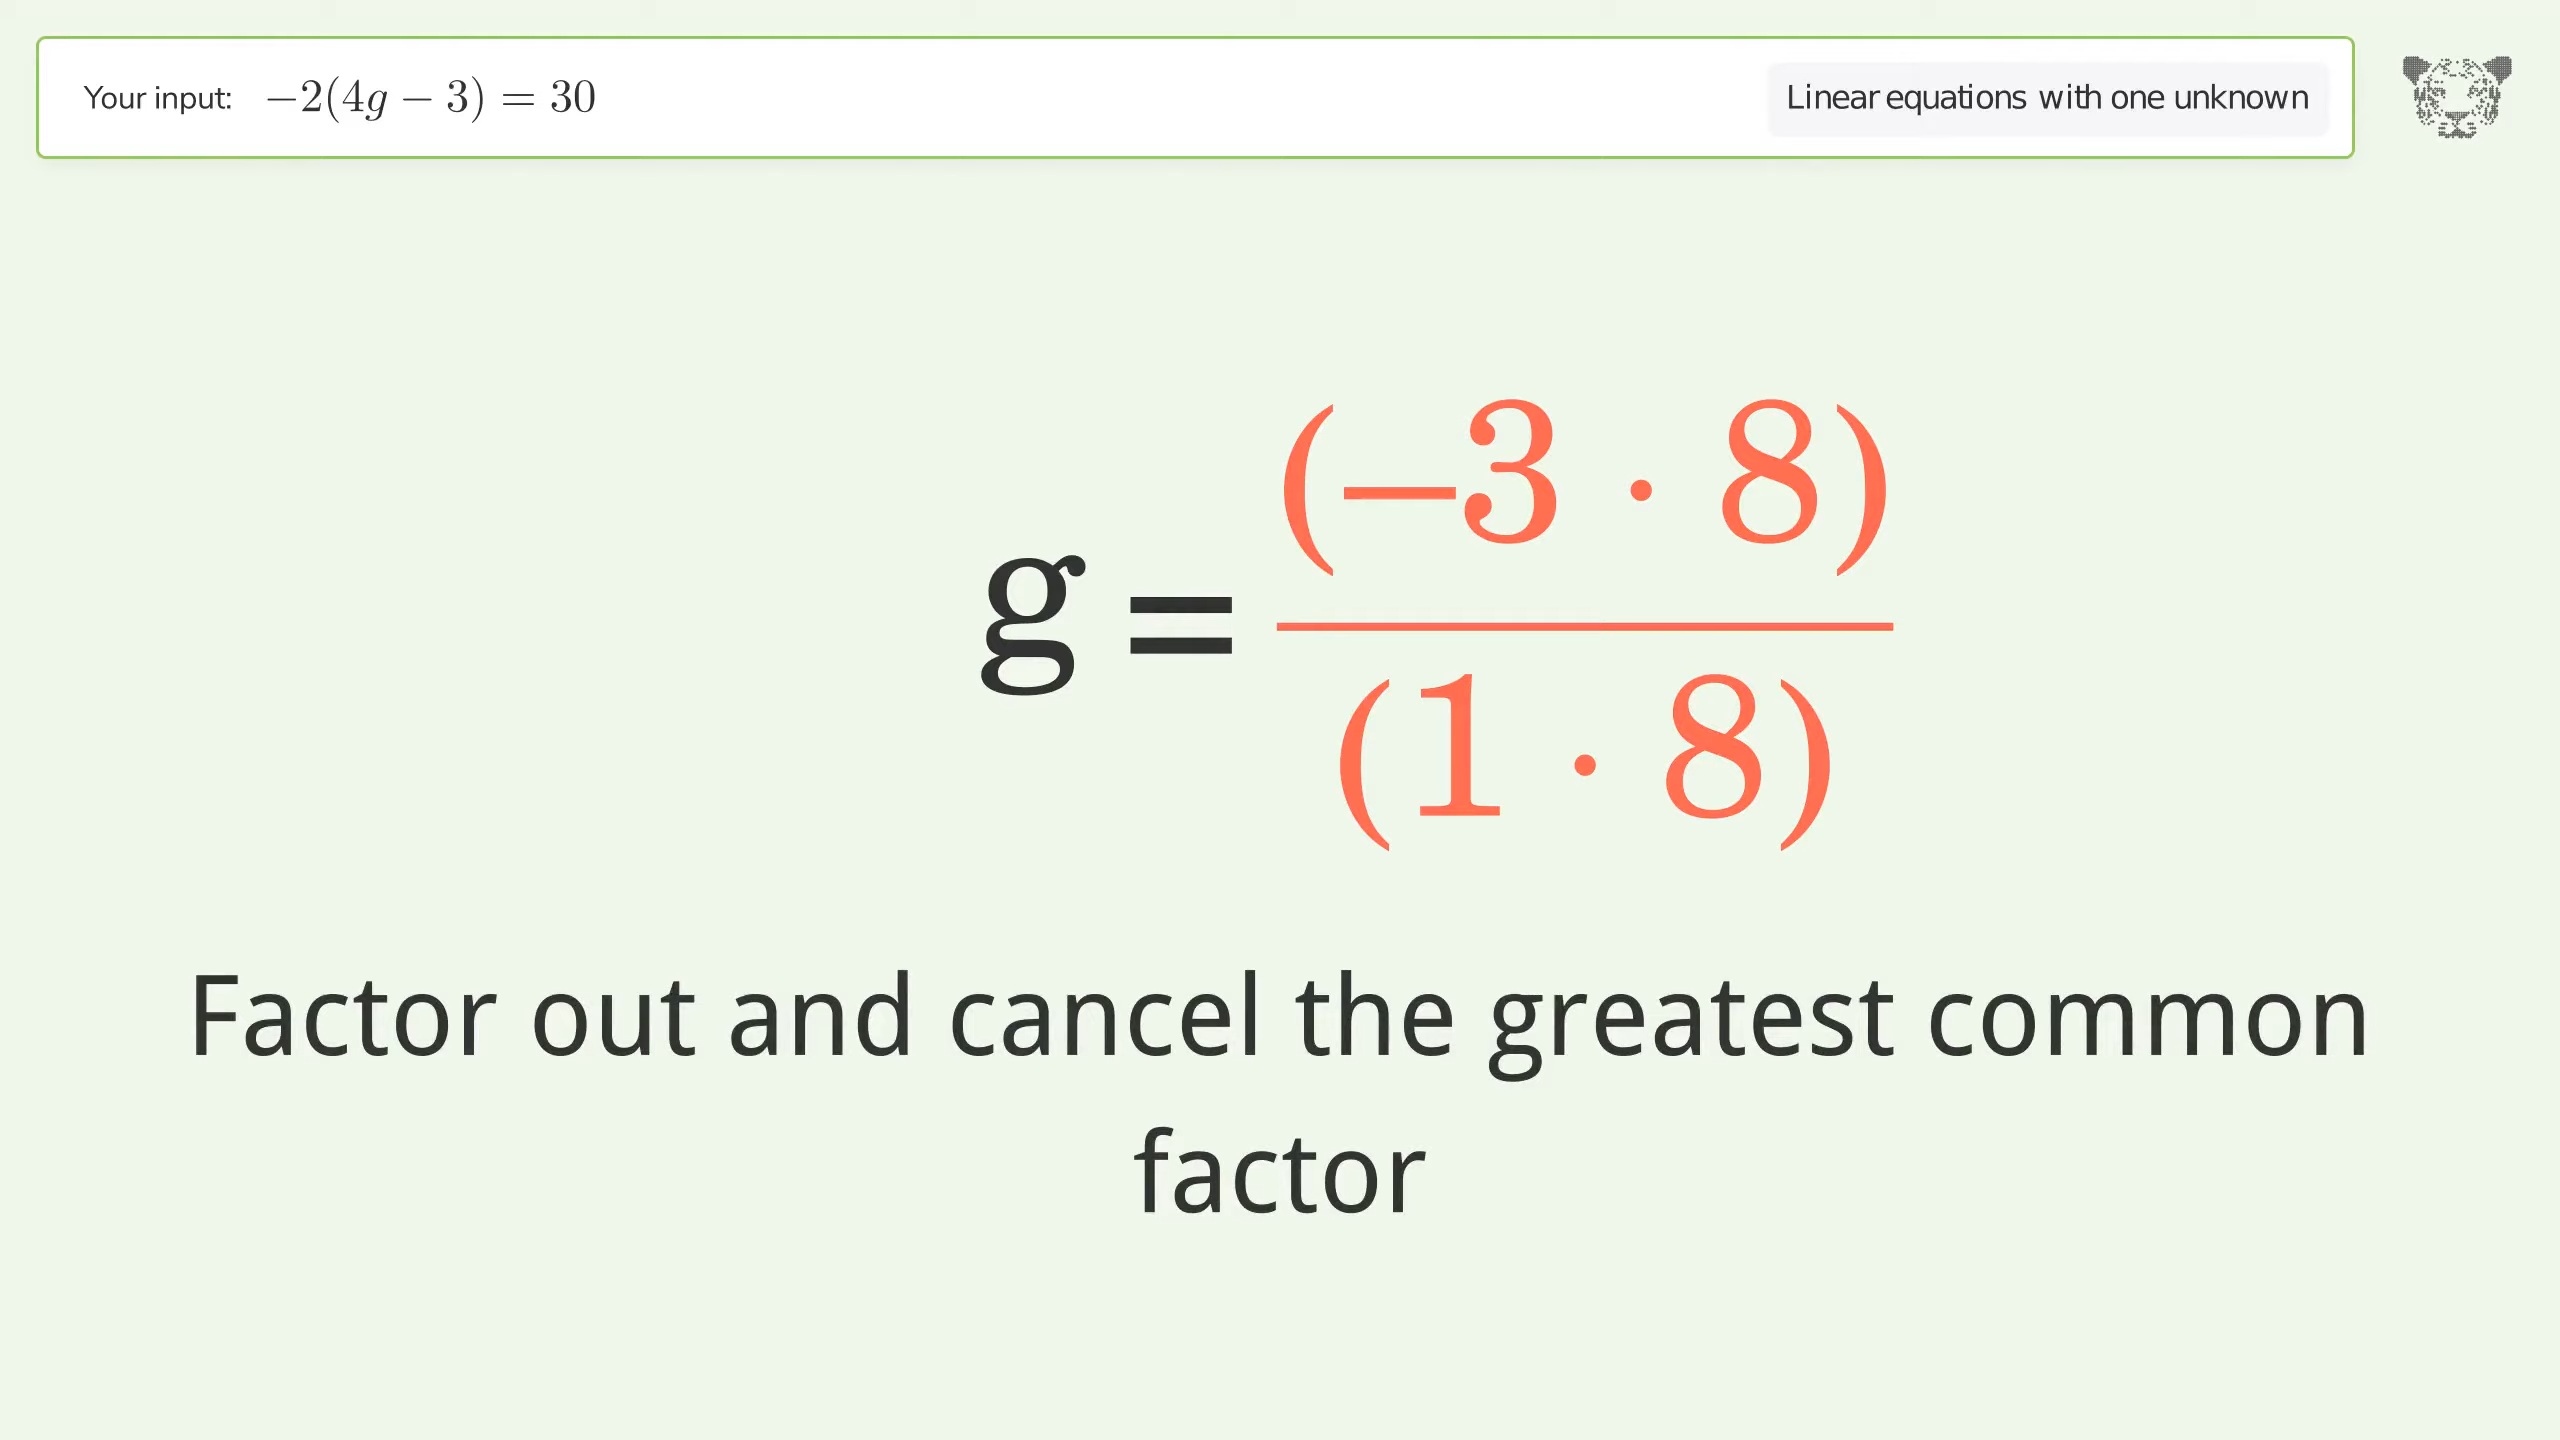 Your input: −2(4g − 3) = 30
Linear equations with one unknown
g = (−3 · 8) / (1 · 8)
Factor out and cancel the greatest common
factor